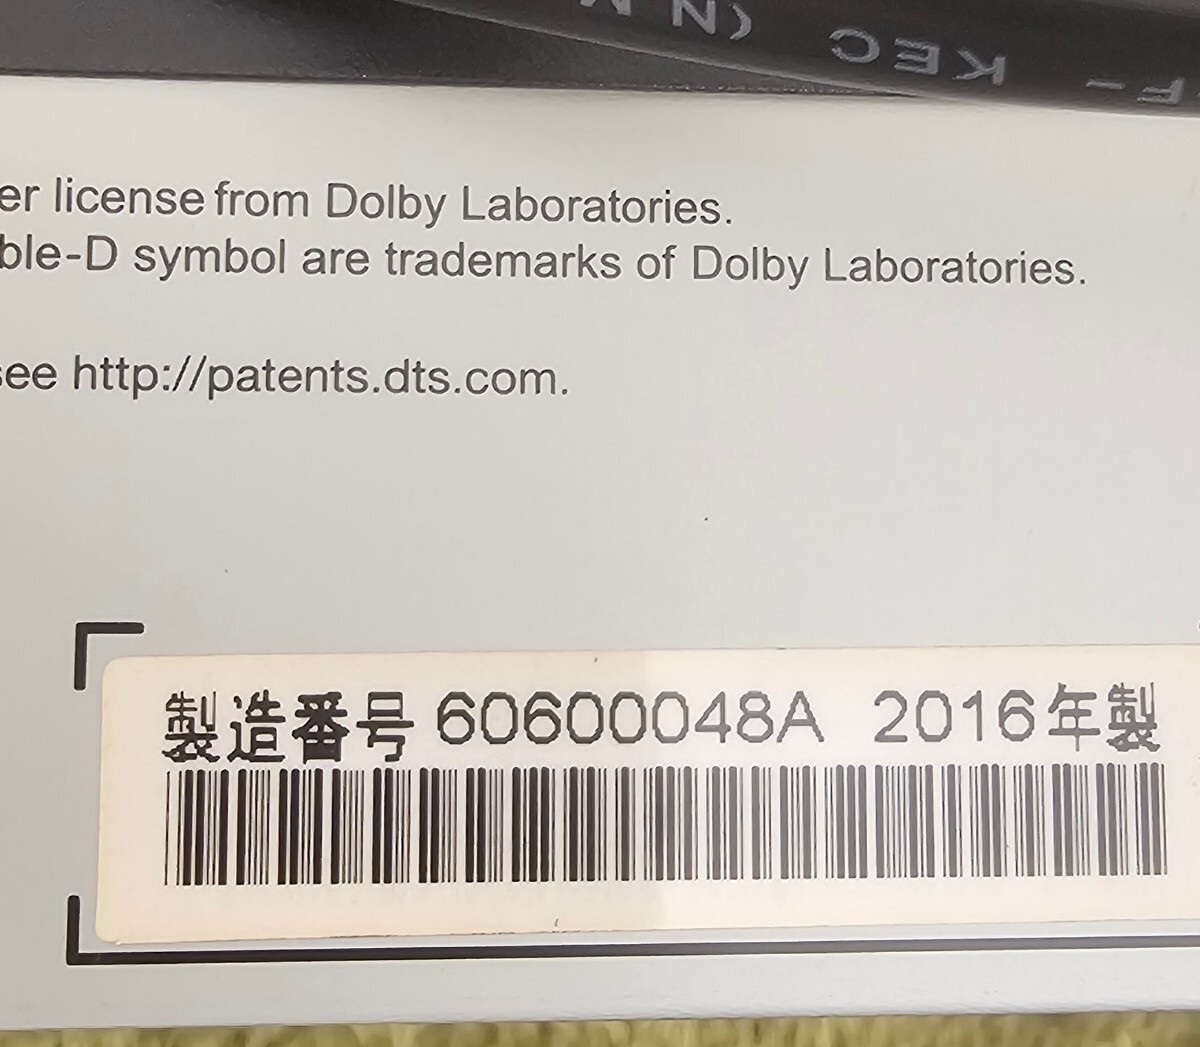 KEC
er license from Dolby Laboratories.
ble-D symbol are trademarks of Dolby Laboratories.
see http://patents.dts.com.
製造番号 60600048A 2016年製